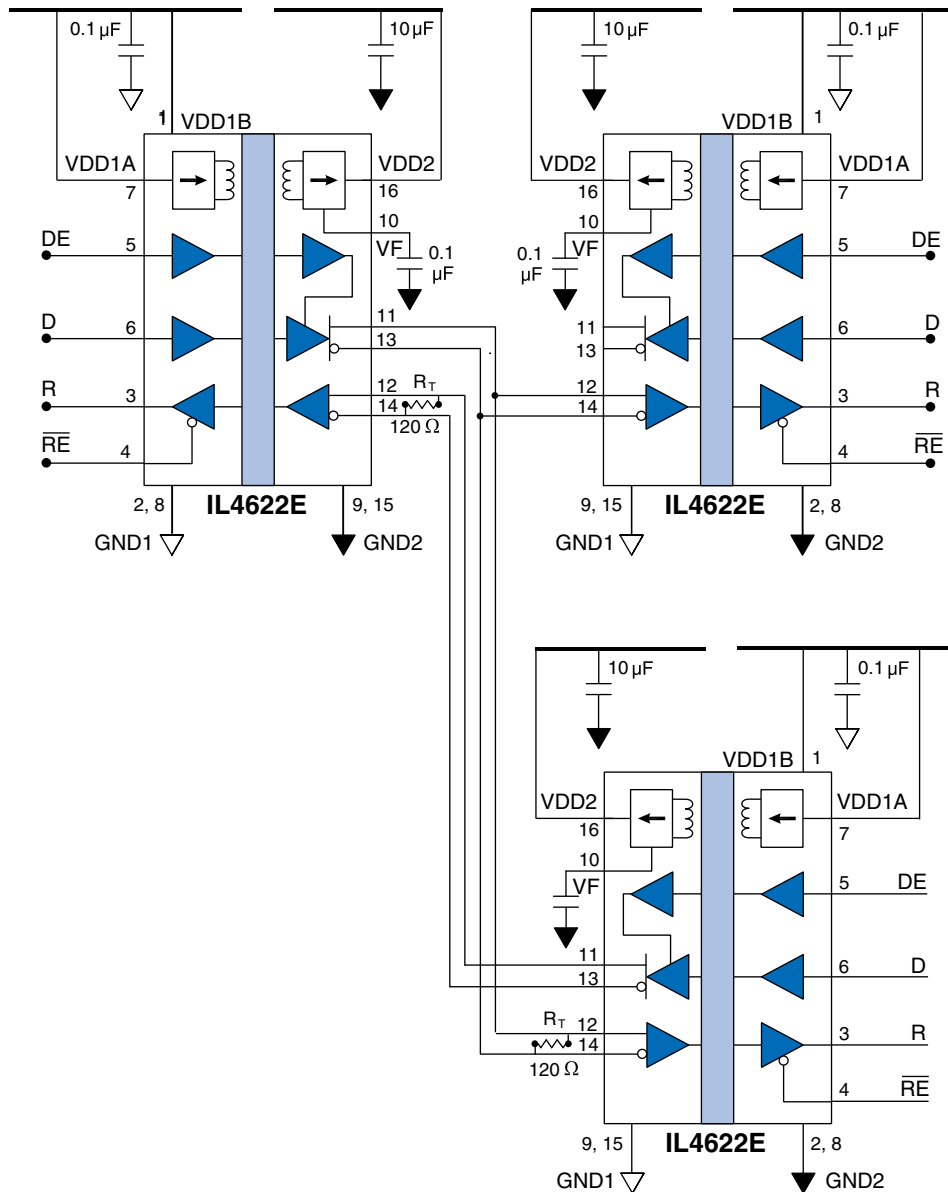 0.1 µF
10 µF
1
VDD1B
VDD1A
7
VDD2
16
10
VF
0.1
µF
DE
5
D
6
R
3
RE
4
11
13
12
14
R T
120 Ω
2, 8
IL4622E
9, 15
GND1
GND2
10 µF
0.1 µF
1
VDD1B
VDD2
16
VDD1A
7
10
VF
0.1
µF
5
DE
6
D
11
13
12
14
3
R
4
RE
9, 15
IL4622E
2, 8
GND1
GND2
10 µF
0.1 µF
VDD1B
1
VDD2
16
VDD1A
7
10
VF
5
DE
11
13
6
D
R T
12
14
120 Ω
3
R
4
RE
9, 15
IL4622E
2, 8
GND1
GND2